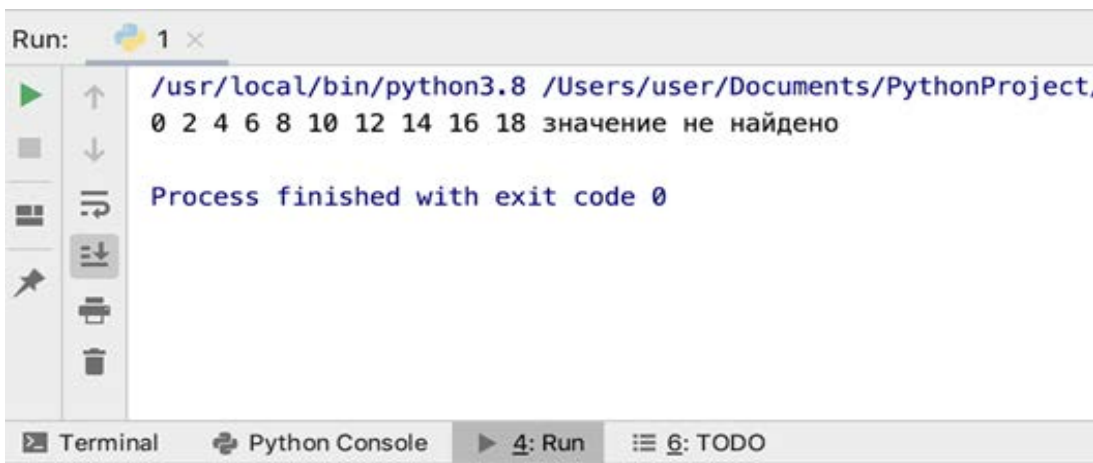 Run: 1 ×
/usr/local/bin/python3.8 /Users/user/Documents/PythonProject/
0 2 4 6 8 10 12 14 16 18 значение не найдено
Process finished with exit code 0
Terminal Python Console 4: Run 6: TODO